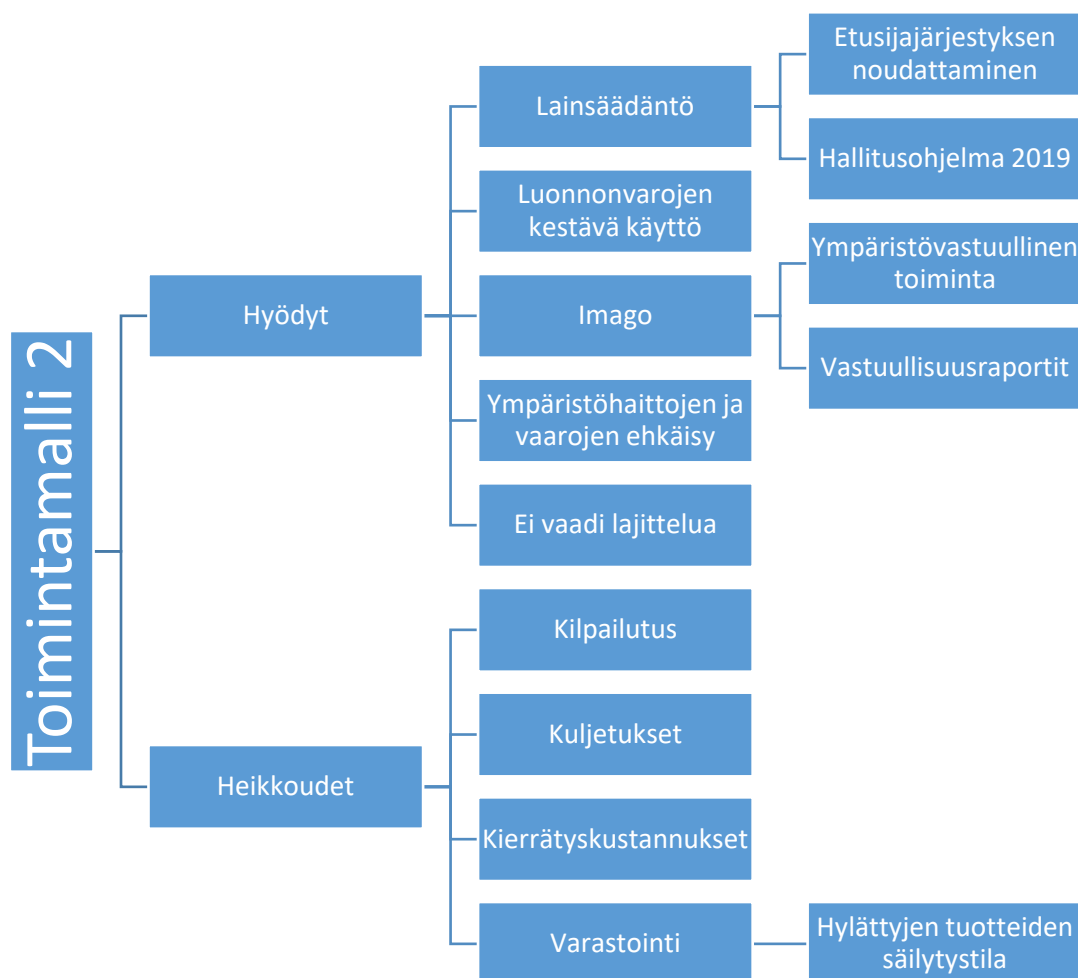 Toimintamalli 2
Hyödyt
Lainsäädäntö
Etusijajärjestyksen
noudattaminen
Hallitusohjelma 2019
Luonnonvarojen
kestävä käyttö
Imago
Ympäristövastuullinen
toiminta
Vastuullisuusraportit
Ympäristöhaittojen ja
vaarojen ehkäisy
Ei vaadi lajittelua
Heikkoudet
Kilpailutus
Kuljetukset
Kierrätyskustannukset
Varastointi
Hylättyjen tuotteiden
säilytystila